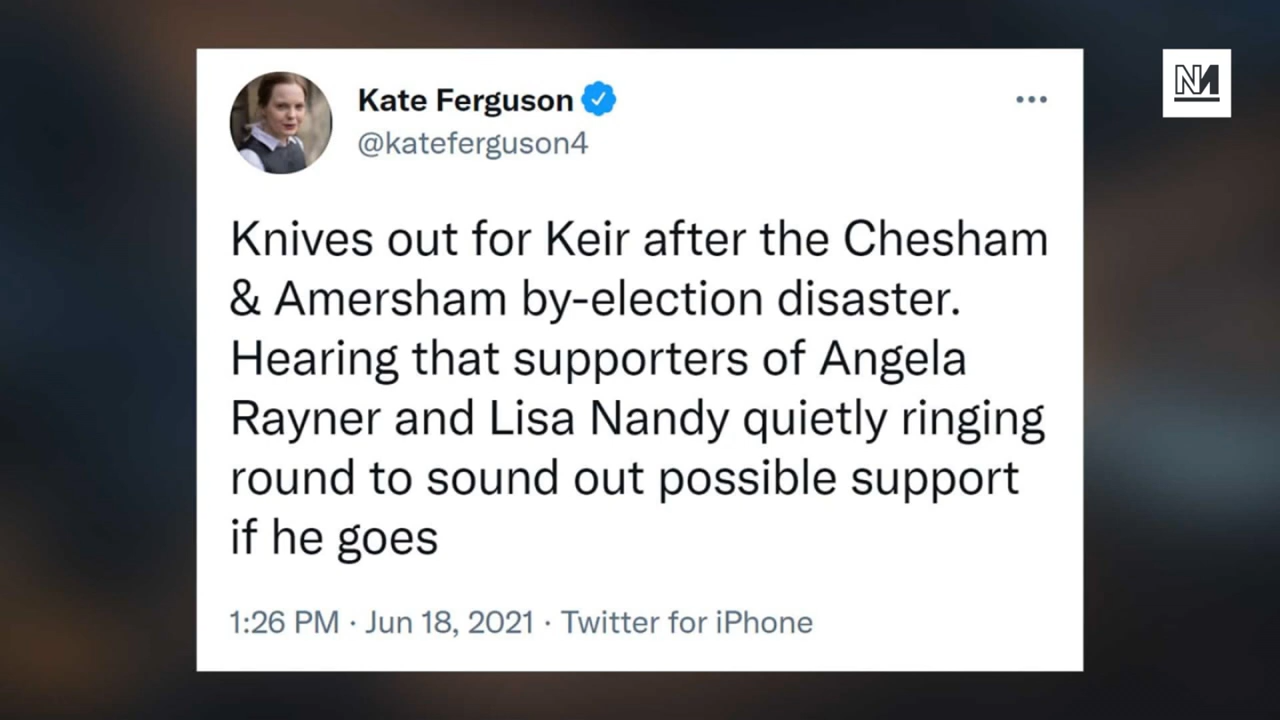 Kate Ferguson
@kateferguson4
Knives out for Keir after the Chesham
& Amersham by-election disaster.
Hearing that supporters of Angela
Rayner and Lisa Nandy quietly ringing
round to sound out possible support
if he goes
1:26 PM · Jun 18, 2021 · Twitter for iPhone
NM